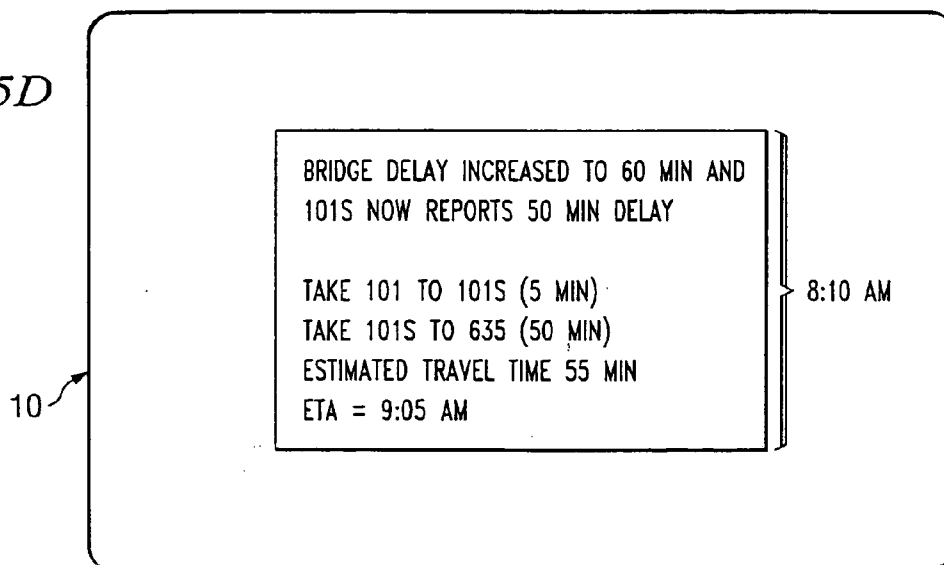 5D
BRIDGE DELAY INCREASED TO 60 MIN AND
101S NOW REPORTS 50 MIN DELAY
TAKE 101 TO 101S (5 MIN)
TAKE 101S TO 635 (50 MIN)
ESTIMATED TRAVEL TIME 55 MIN
ETA = 9:05 AM
8:10 AM
10